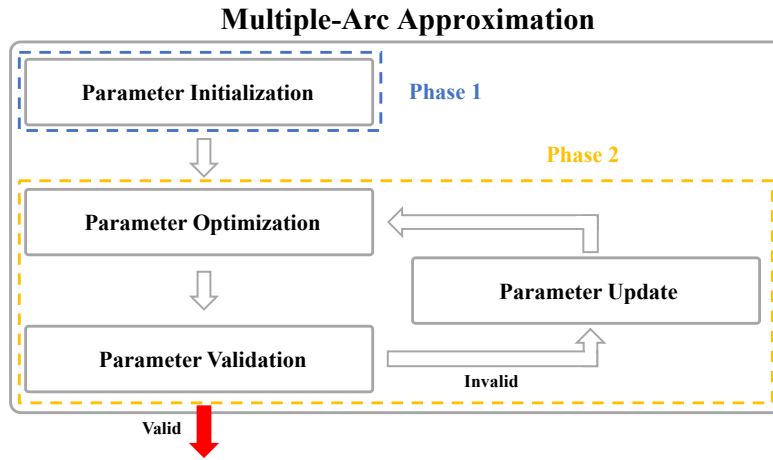 Multiple-Arc Approximation
Parameter Initialization
Phase 1
Phase 2
Parameter Optimization
Parameter Update
Parameter Validation
Invalid
Valid